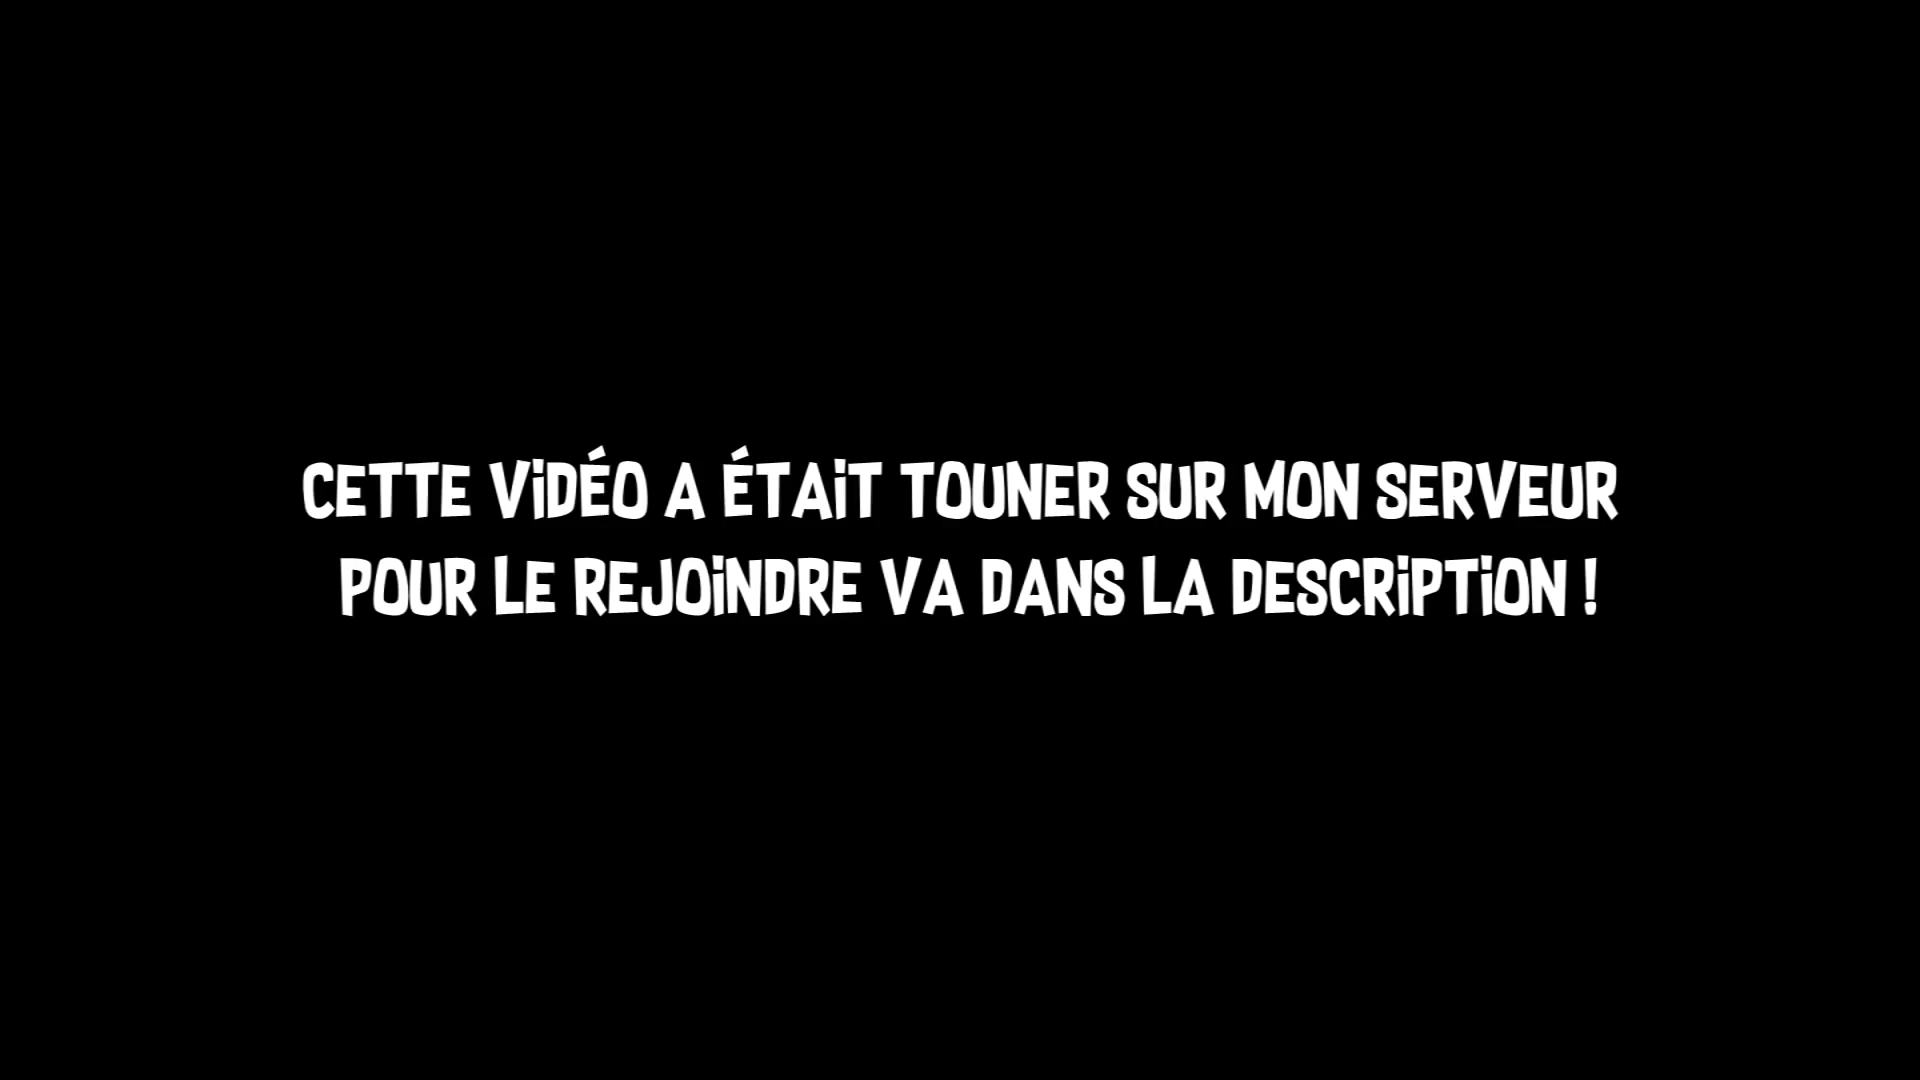 CETTE ViDÉO A ÉTAiT TOUNER SUR MON SERVEUR
POUR LE REJOiNDRE VA DANS LA DESCRiPTiON !